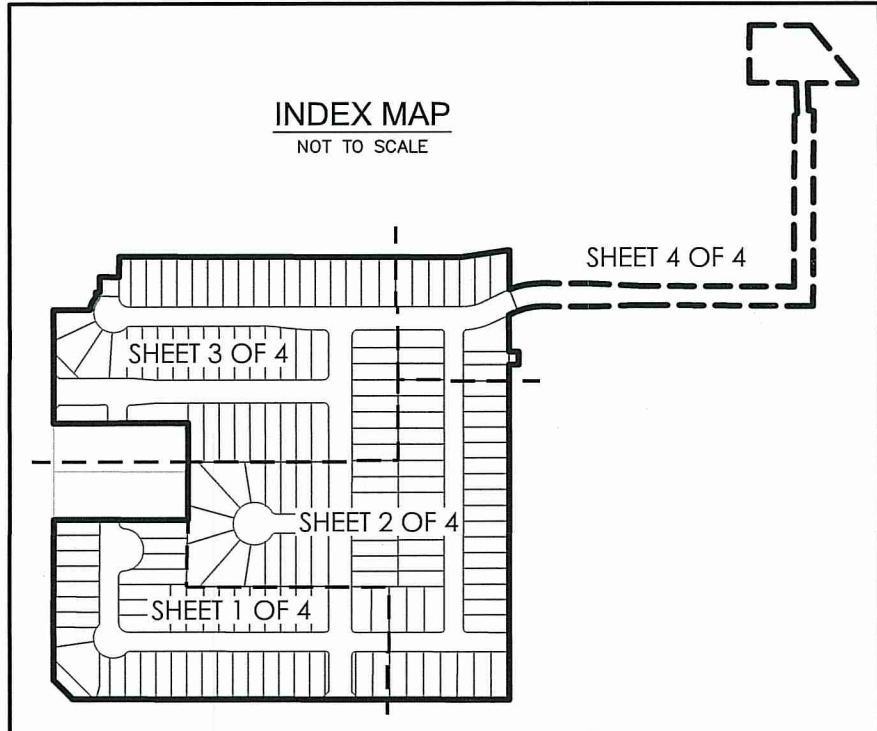 INDEX MAP
NOT TO SCALE
SHEET 4 OF 4
SHEET 3 OF 4
SHEET 2 OF 4
SHEET 1 OF 4